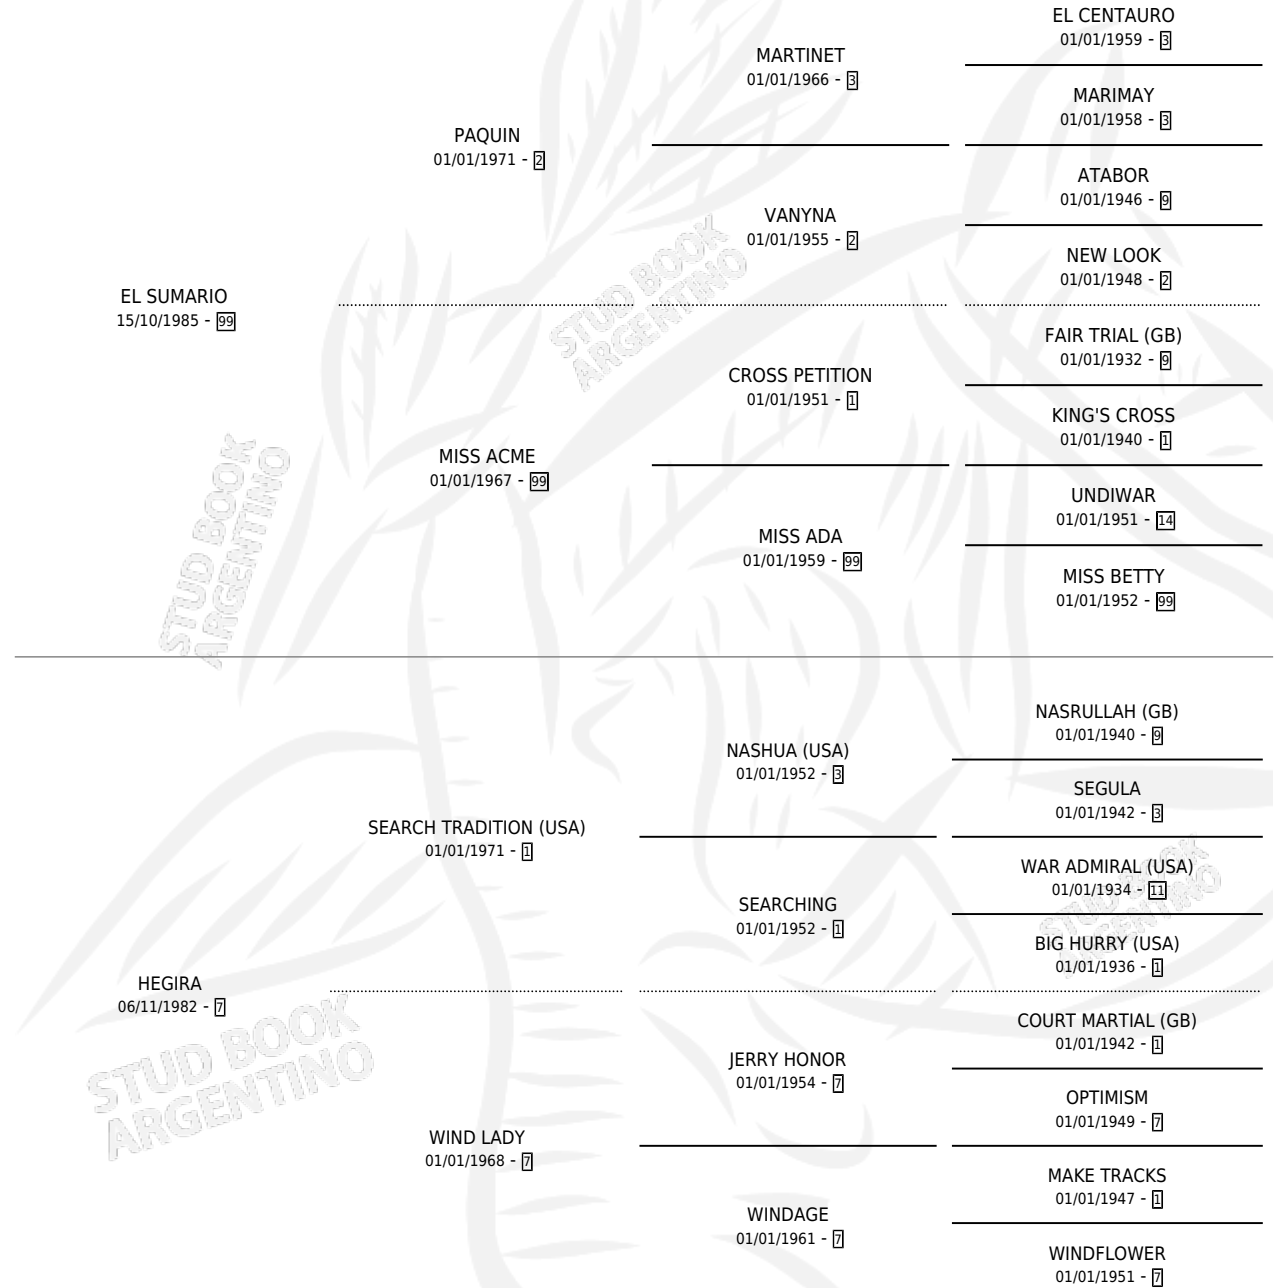 EL CENTAURO
01/01/1959 - 3
MARTINET
01/01/1966 - 3
MARIMAY
01/01/1958 - 3
PAQUIN
01/01/1971 - 2
ATABOR
01/01/1946 - 9
VANYNA
01/01/1955 - 2
NEW LOOK
01/01/1948 - 2
EL SUMARIO
15/10/1985 - 99
FAIR TRIAL (GB)
01/01/1932 - 9
CROSS PETITION
01/01/1951 - 1
KING'S CROSS
01/01/1940 - 1
MISS ACME
01/01/1967 - 99
UNDIWAR
01/01/1951 - 14
MISS ADA
01/01/1959 - 99
MISS BETTY
01/01/1952 - 99
NASRULLAH (GB)
01/01/1940 - 9
NASHUA (USA)
01/01/1952 - 3
SEGULA
01/01/1942 - 3
SEARCH TRADITION (USA)
01/01/1971 - 1
WAR ADMIRAL (USA)
01/01/1934 - 11
SEARCHING
01/01/1952 - 1
BIG HURRY (USA)
01/01/1936 - 1
HEGIRA
06/11/1982 - 7
COURT MARTIAL (GB)
01/01/1942 - 1
JERRY HONOR
01/01/1954 - 7
OPTIMISM
01/01/1949 - 7
WIND LADY
01/01/1968 - 7
MAKE TRACKS
01/01/1947 - 1
WINDAGE
01/01/1961 - 7
WINDFLOWER
01/01/1951 - 7
STUD BOOK
ARGENTINO
STUD BOOK
ARGENTINO
STUD BOOK
ARGENTINO
STUD BOOK
ARGENTINO